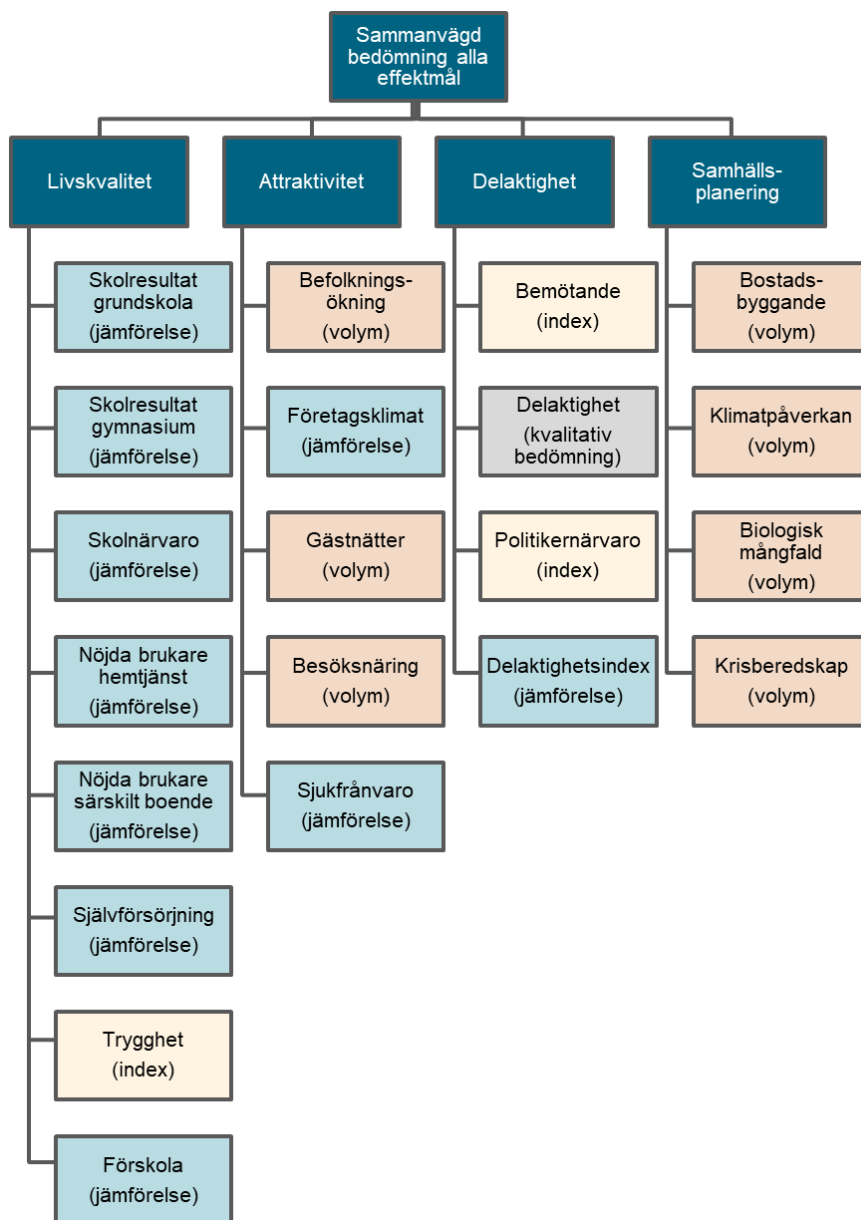 Sammanvägd
bedömning alla
effektmål
Livskvalitet
Skolresultat
grundskola
(jämförelse)
Skolresultat
gymnasium
(jämförelse)
Skolnärvaro
(jämförelse)
Nöjda brukare
hemtjänst
(jämförelse)
Nöjda brukare
särskilt boende
(jämförelse)
Självförsörjning
(jämförelse)
Trygghet
(index)
Förskola
(jämförelse)
Attraktivitet
Befolknings-
ökning
(volym)
Företagsklimat
(jämförelse)
Gästnätter
(volym)
Besöksnäring
(volym)
Sjukfrånvaro
(jämförelse)
Delaktighet
Bemötande
(index)
Delaktighet
(kvalitativ
bedömning)
Politikernärvaro
(index)
Delaktighetsindex
(jämförelse)
Samhälls-
planering
Bostads-
byggande
(volym)
Klimatpåverkan
(volym)
Biologisk
mångfald
(volym)
Krisberedskap
(volym)